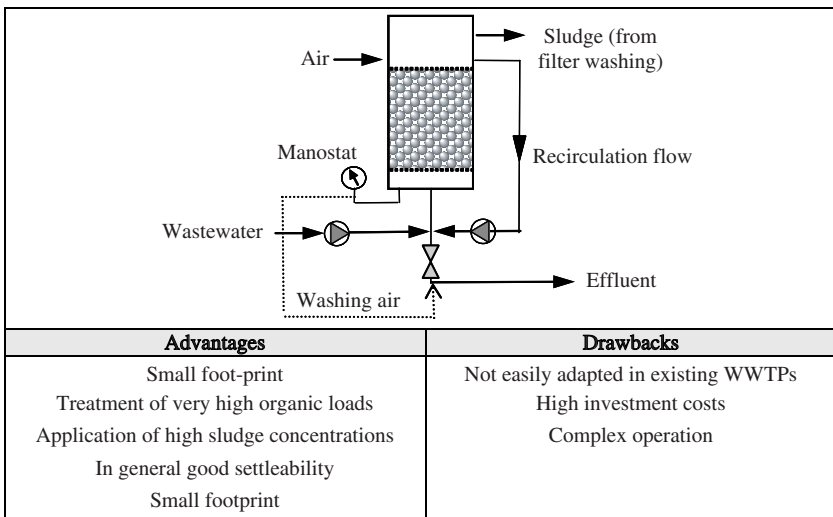 Air
Sludge (from
filter washing)
Manostat
Recirculation flow
Wastewater
Washing air
Effluent
Advantages
Drawbacks
Small foot-print
Treatment of very high organic loads
Application of high sludge concentrations
In general good settleability
Small footprint
Not easily adapted in existing WWTPs
High investment costs
Complex operation